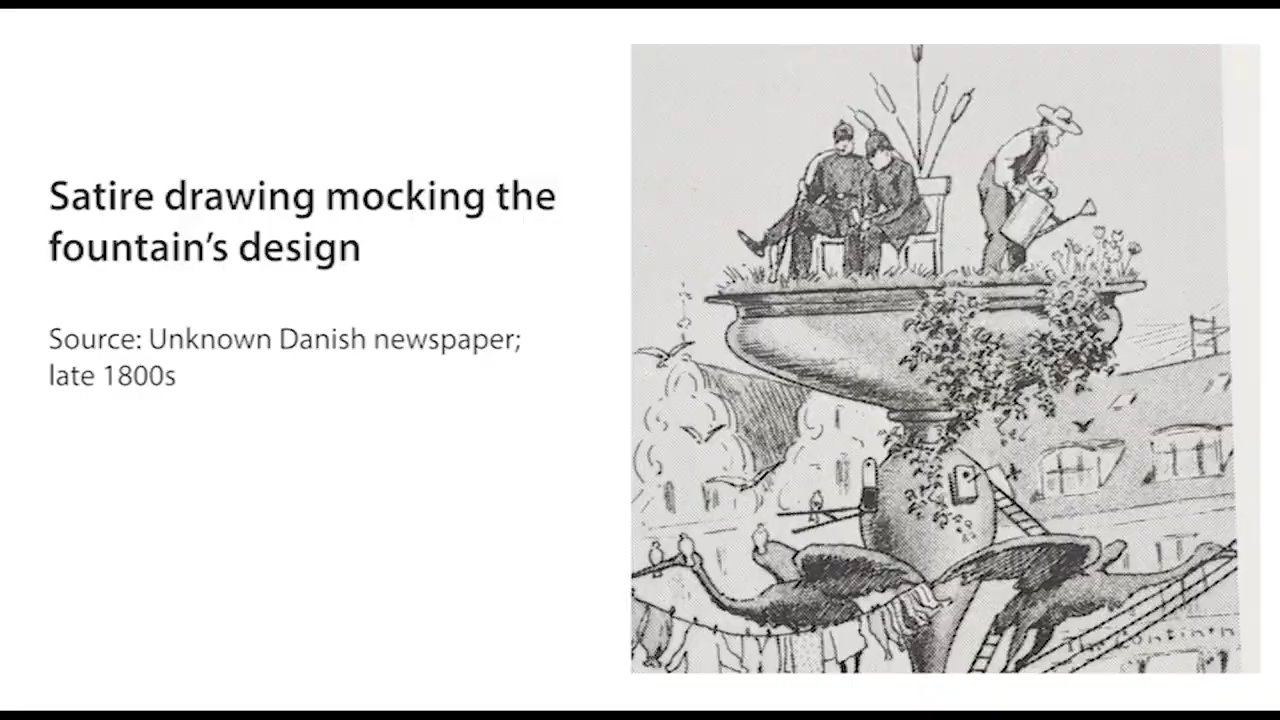 Satire drawing mocking the
fountain's design
Source: Unknown Danish newspaper;
late 1800s